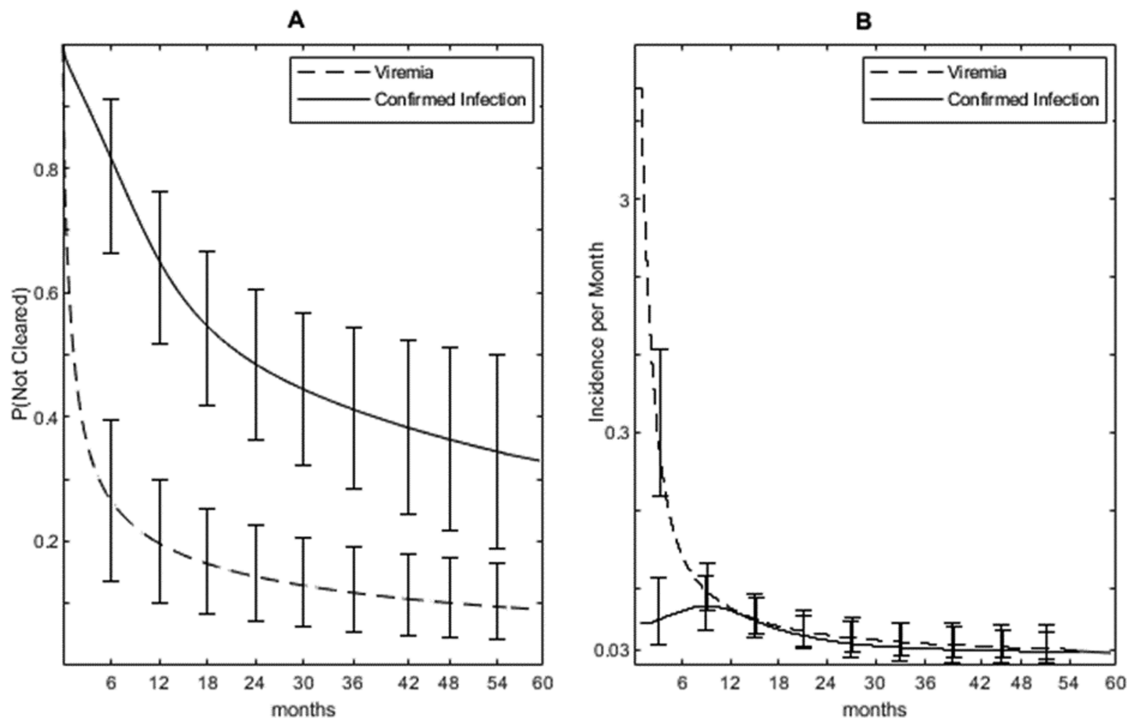 A
Viremia
Confirmed Infection
P(Not Cleared)
0.8
0.6
0.4
0.2
6 12 18 24 30 36 42 48 54 60
months
B
Viremia
Confirmed Infection
Incidence per Month
3
0.3
0.03
6 12 18 24 30 36 42 48 54 60
months